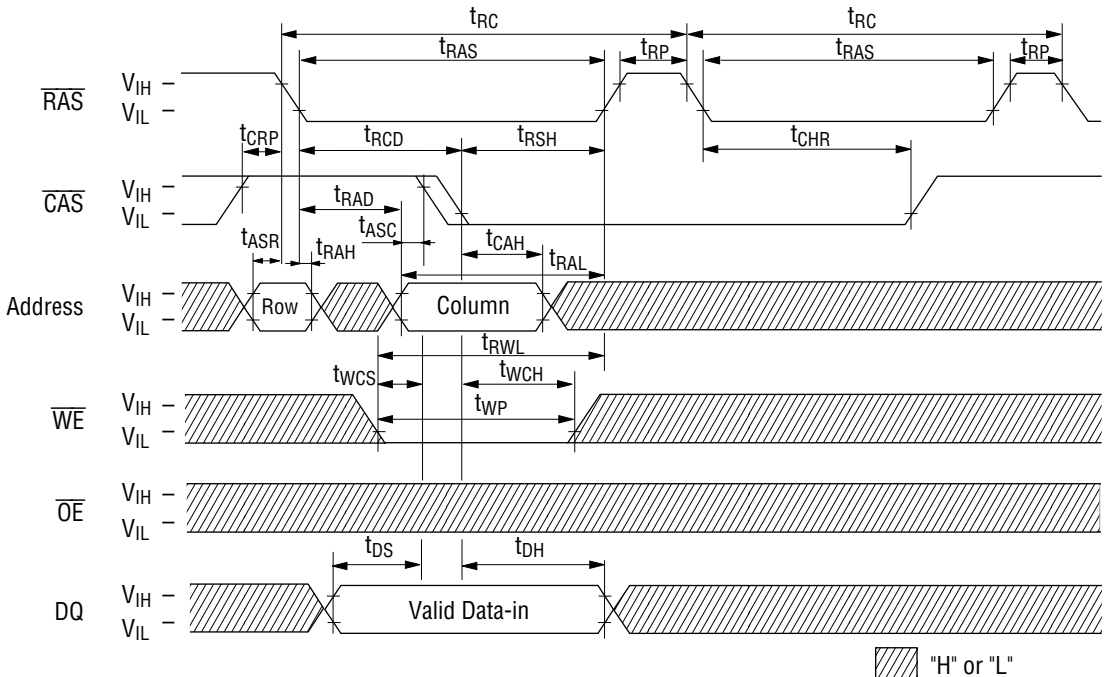 tRC tRC
tRAS tRP tRAS tRP
RAS VIH –
VIL –
tCRP tRCD tRSH tCHR
CAS VIH –
VIL –
tRAD
tASR tRAH tASC tCAH tRAL
Address VIH –
VIL –
Row Column
tRWL
tWCS tWCH
tWP
WE VIH –
VIL –
OE VIH –
VIL –
tDS tDH
DQ VIH –
VIL –
Valid Data-in
"H" or "L"